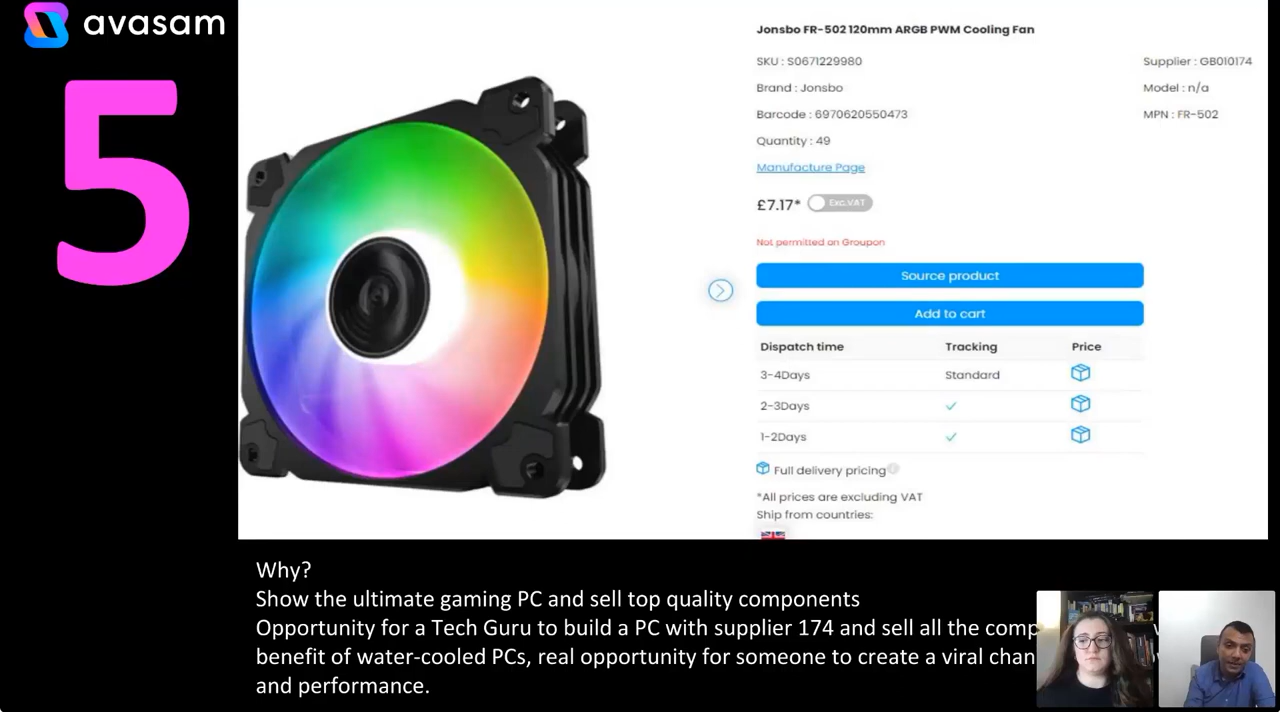 avasam
5
Jonsbo FR-502 120mm ARGB PWM Cooling Fan
SKU : S0671229980
Supplier : GB010174
Brand : Jonsbo
Model : n/a
Barcode : 6970620550473
MPN : FR-502
Quantity : 49
Manufacture Page
£7.17* Exc.VAT
Not permitted on Groupon
Source product
Add to cart
Dispatch time Tracking Price
3-4Days Standard
2-3Days
1-2Days
Full delivery pricing
*All prices are excluding VAT
Ship from countries:
Why?
Show the ultimate gaming PC and sell top quality components
Opportunity for a Tech Guru to build a PC with supplier 174 and sell all the comp
benefit of water-cooled PCs, real opportunity for someone to create a viral chan
and performance.